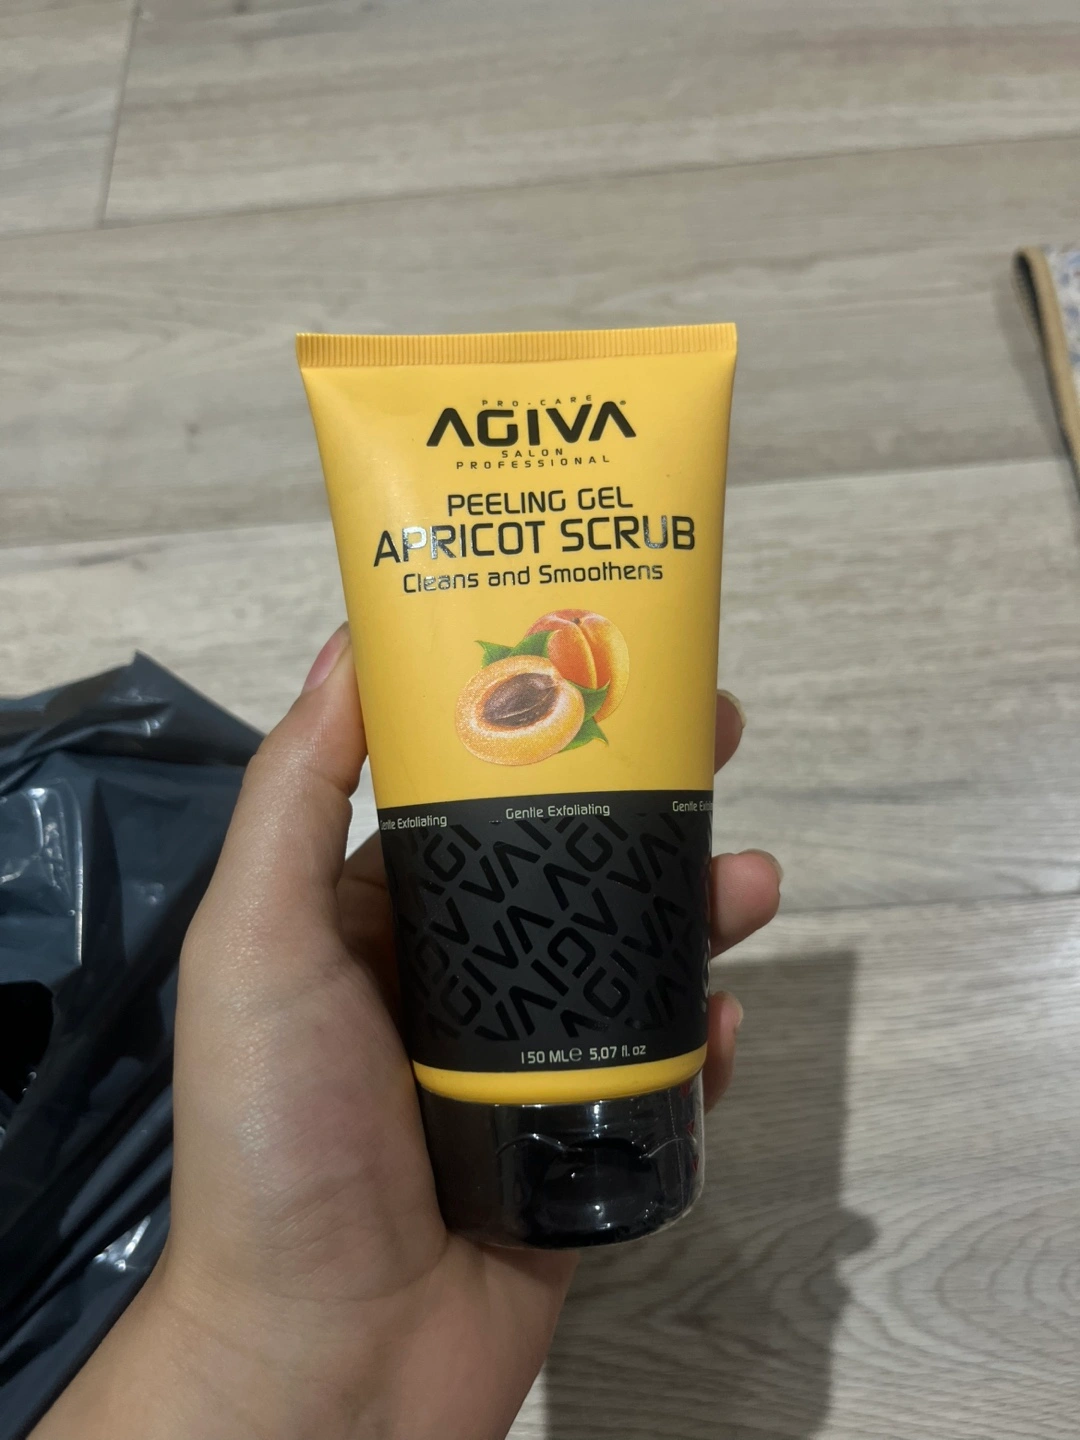 PRO-CARE
AGIVA®
SALON
PROFESSIONAL
PEELING GEL
APRICOT SCRUB
Cleans and Smoothens
Gentle Exfoliating
Gentle Exfoliating
Gentle
150 ML℮ 5,07 fl. oz